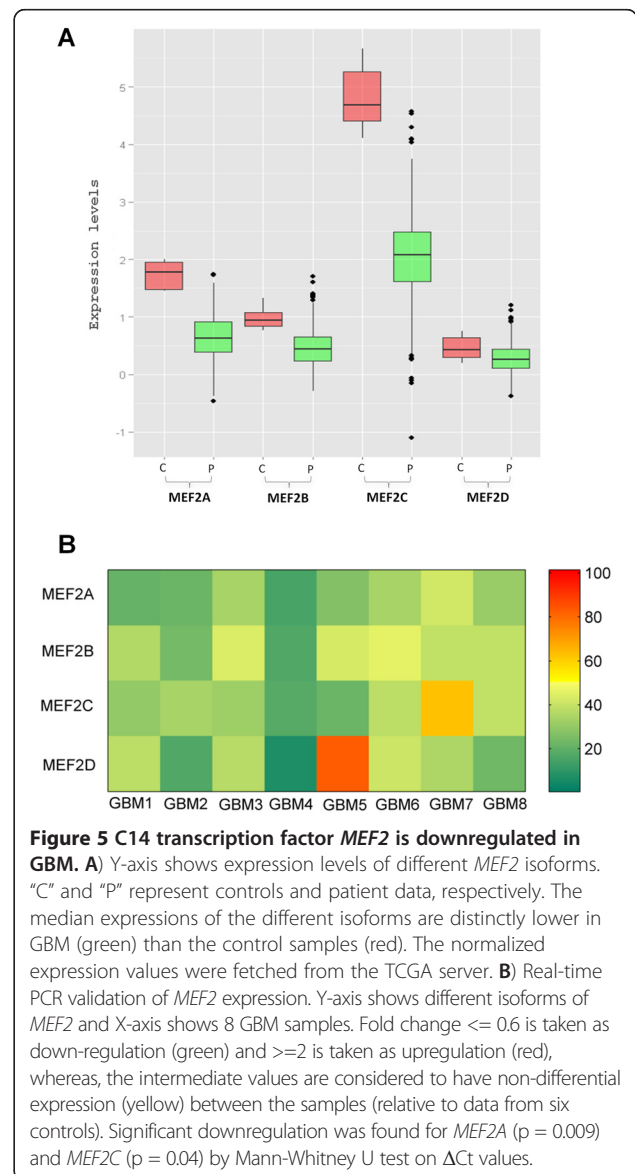 A
Expression levels
5
4
3
2
1
0
-1
C P C P C P C P
MEF2A MEF2B MEF2C MEF2D
B
MEF2A
MEF2B
MEF2C
MEF2D
GBM1 GBM2 GBM3 GBM4 GBM5 GBM6 GBM7 GBM8
100
80
60
40
20
Figure 5 C14 transcription factor MEF2 is downregulated in
GBM. A) Y-axis shows expression levels of different MEF2 isoforms.
“C” and “P” represent controls and patient data, respectively. The
median expressions of the different isoforms are distinctly lower in
GBM (green) than the control samples (red). The normalized
expression values were fetched from the TCGA server. B) Real-time
PCR validation of MEF2 expression. Y-axis shows different isoforms of
MEF2 and X-axis shows 8 GBM samples. Fold change <= 0.6 is taken as
down-regulation (green) and >=2 is taken as upregulation (red),
whereas, the intermediate values are considered to have non-differential
expression (yellow) between the samples (relative to data from six
controls). Significant downregulation was found for MEF2A (p = 0.009)
and MEF2C (p = 0.04) by Mann-Whitney U test on ΔCt values.